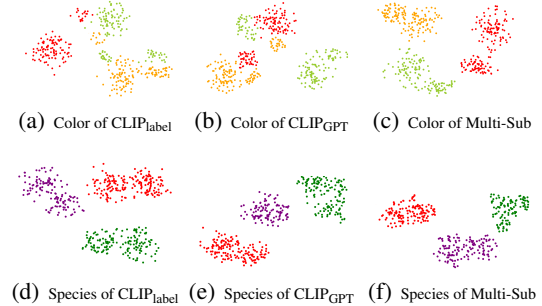 (a) Color of CLIPlabel
(b) Color of CLIPGPT
(c) Color of Multi-Sub
(d) Species of CLIPlabel
(e) Species of CLIPGPT
(f) Species of Multi-Sub